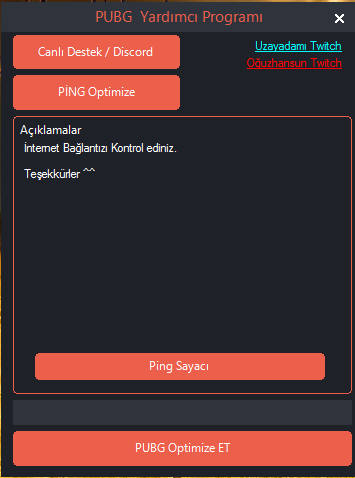 PUBG Yardımcı Programı
Canlı Destek / Discord
Uzayadamı Twitch
Oğuzhansun Twitch
PİNG Optimize
Açıklamalar
İnternet Bağlantızı Kontrol ediniz.
Teşekkürler ^^
Ping Sayacı
PUBG Optimize ET